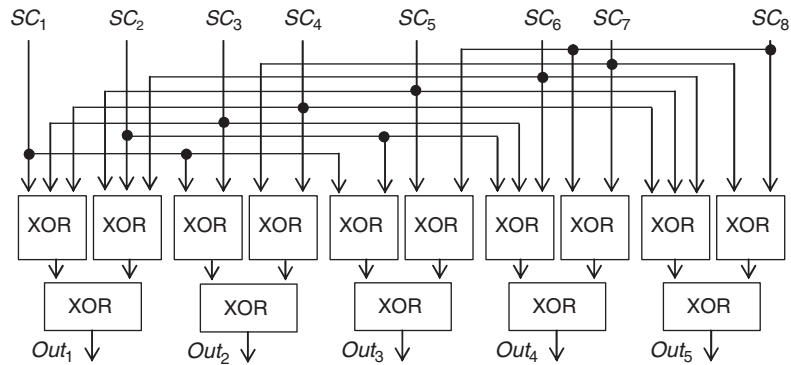 SC1 SC2 SC3 SC4 SC5 SC6 SC7 SC8
XOR XOR XOR XOR XOR XOR XOR XOR XOR XOR
XOR XOR XOR XOR XOR
Out1 Out2 Out3 Out4 Out5